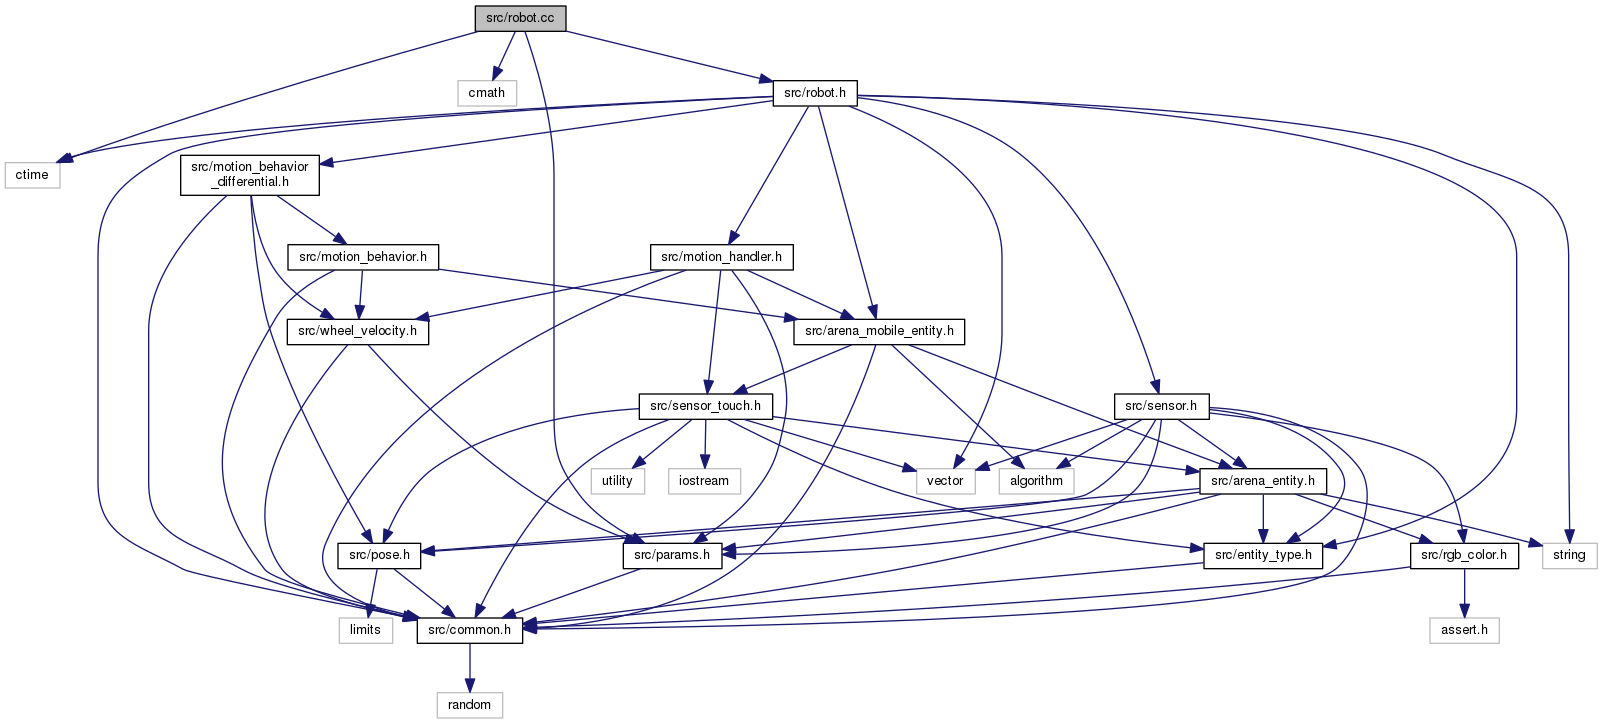 src/robot.cc
cmath
src/robot.h
ctime
src/motion_behavior
_differential.h
src/motion_behavior.h
src/motion_handler.h
src/wheel_velocity.h
src/arena_mobile_entity.h
src/sensor_touch.h
src/sensor.h
utility
iostream
vector
algorithm
src/arena_entity.h
src/pose.h
src/params.h
src/entity_type.h
src/rgb_color.h
string
limits
src/common.h
assert.h
random